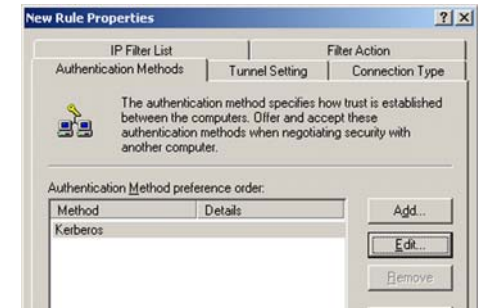 New Rule Properties
IP Filter List Filter Action
Authentication Methods Tunnel Setting Connection Type
The authentication method specifies how trust is established
between the computers. Offer and accept these
authentication methods when negotiating security with
another computer.
Authentication Method preference order:
Method Details
Kerberos
Add...
Edit...
Remove